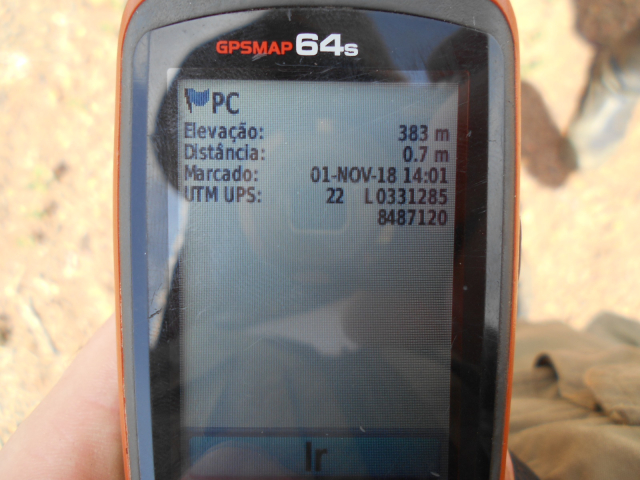 GPSMAP 64s
PC
Elevação: 383 m
Distância: 0.7 m
Marcado: 01-NOV-18 14:01
UTM UPS: 22 L0331285
8487120
Ir